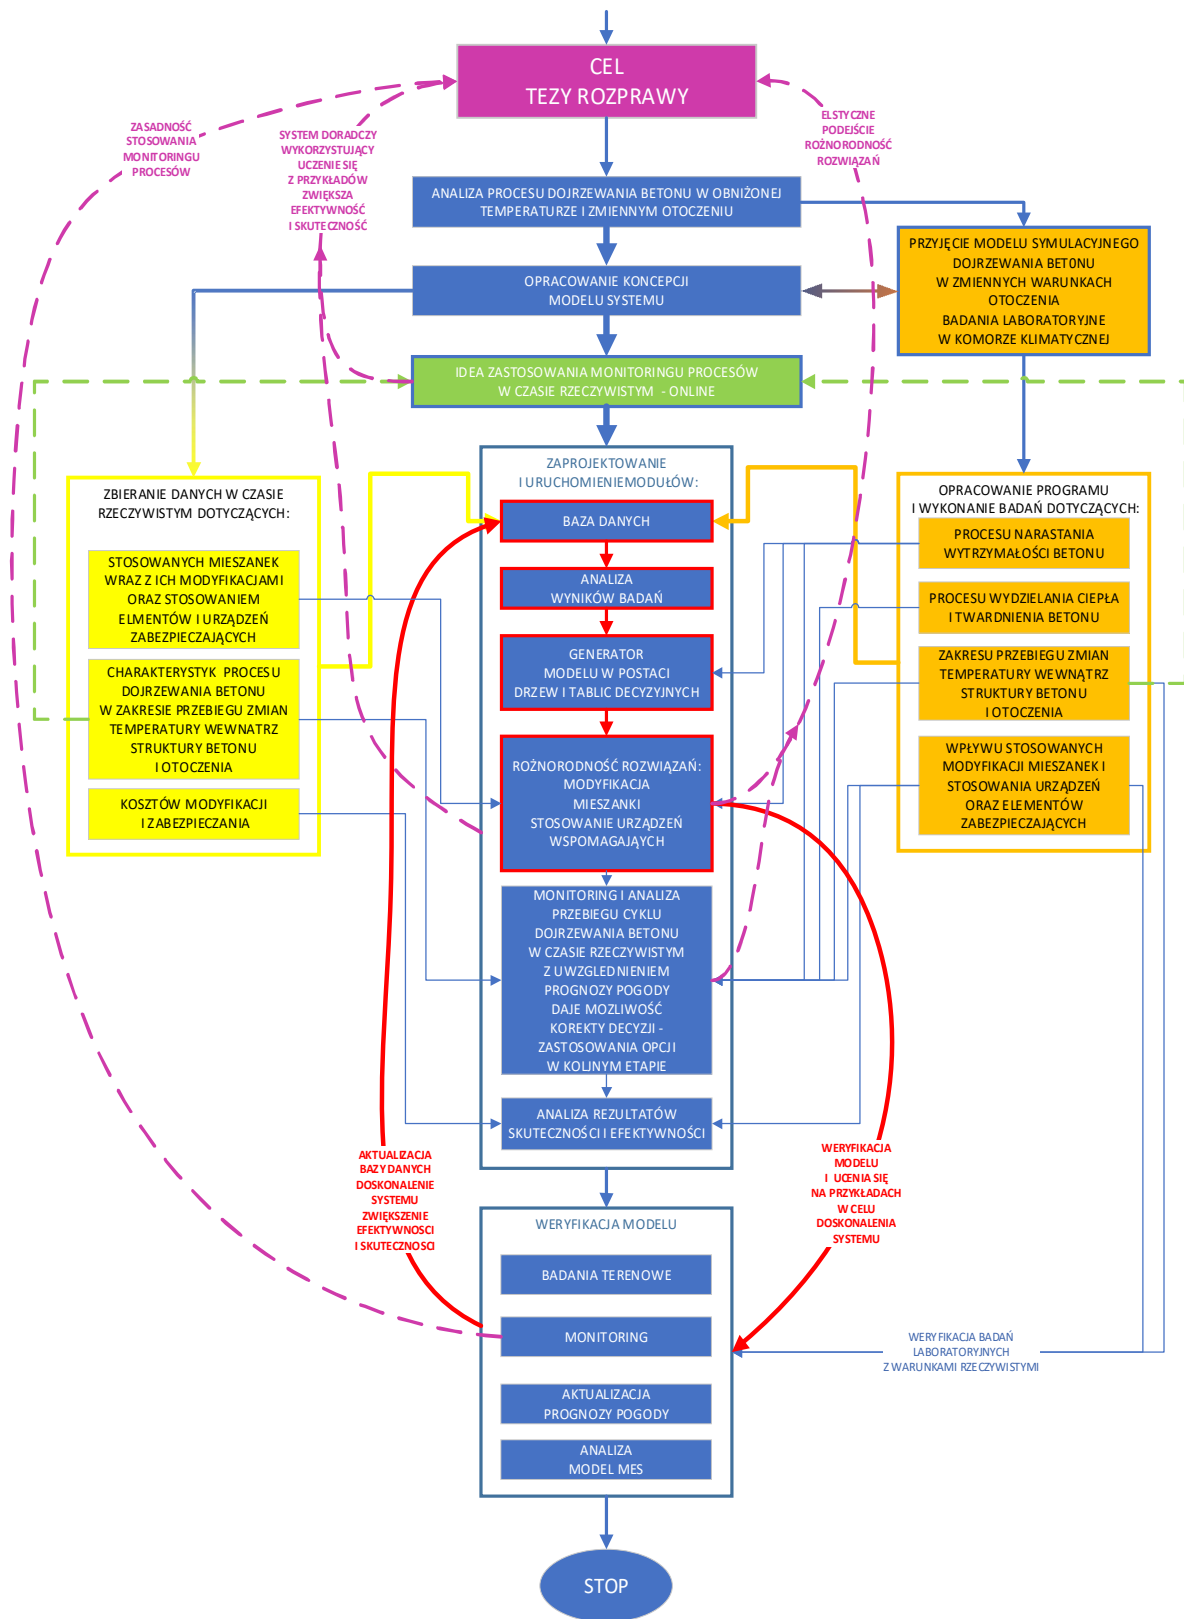 CEL
TEZY ROZPRAWY
ZASADNOŚĆ
STOSOWANIA
MONITORINGU
PROCESÓW
SYSTEM DORADCZY
WYKORZYSTUJĄCY
UCZENIE SIĘ
Z PRZYKŁADÓW
ZWIĘKSZA
EFEKTYWNOŚĆ
I SKUTECZNOŚĆ
ELSTYCZNE
PODEJŚCIE
ROŻNORODNOŚĆ
ROZWIĄZAŃ
ANALIZA PROCESU DOJRZEWANIA BETONU W OBNIŻONEJ
TEMPERATURZE I ZMIENNYM OTOCZENIU
OPRACOWANIE KONCEPCJI
MODELU SYSTEMU
PRZYJĘCIE MODELU SYMULACYJNEGO
DOJRZEWANIA BET0NU
W ZMIENNYCH WARUNKACH
OTOCZENIA
BADANIA LABORATORYJNE
W KOMORZE KLIMATYCZNEJ
IDEA ZASTOSOWANIA MONITORINGU PROCESÓW
W CZASIE RZECZYWISTYM - ONLINE
ZBIERANIE DANYCH W CZASIE
RZECZYWISTYM DOTYCZĄCYCH:
STOSOWANYCH MIESZANEK
WRAZ Z ICH MODYFIKACJAMI
ORAZ STOSOWANIEM
ELMENTÓW I URZĄDZEŃ
ZABEZPIECZAJĄCYCH
CHARAKTERYSTYK PROCESU
DOJRZEWANIA BETONU
W ZAKRESIE PRZEBIEGU ZMIAN
TEMPERATURY WEWNATRZ
STRUKTURY BETONU
I OTOCZENIA
KOSZTÓW MODYFIKACJI
I ZABEZPIECZANIA
ZAPROJEKTOWANIE
I URUCHOMIENIEMODUŁÓW:
BAZA DANYCH
ANALIZA
WYNIKÓW BADAŃ
GENERATOR
MODELU W POSTACI
DRZEW I TABLIC DECYZYJNYCH
ROŻNORODNOŚĆ ROZWIĄZAŃ:
MODYFIKACJA
MIESZANKI
STOSOWANIE URZĄDZEŃ
WSPOMAGAJĄYCH
MONITORING I ANALIZA
PRZEBIEGU CYKLU
DOJRZEWANIA BETONU
W CZASIE RZECZYWISTYM
Z UWZGLEDNIENIEM
PROGNOZY POGODY
DAJE MOZLIWOŚĆ
KOREKTY DECYZJI -
ZASTOSOWANIA OPCJI
W KOLJNYM ETAPIE
ANALIZA REZULTATÓW
SKUTECZNOŚCI I EFEKTYWNOŚCI
OPRACOWANIE PROGRAMU
I WYKONANIE BADAŃ DOTYCZĄCYCH:
PROCESU NARASTANIA
WYTRZYMAŁOŚCI BETONU
PROCESU WYDZIELANIA CIEPŁA
I TWARDNIENIA BETONU
ZAKRESU PRZEBIEGU ZMIAN
TEMPERATURY WEWNĄTRZ
STRUKTURY BETONU
I OTOCZENIA
WPŁYWU STOSOWANYCH
MODYFIKACJI MIESZANEK I
STOSOWANIA URZĄDZEŃ
ORAZ ELEMENTÓW
ZABEZPIECZAJĄCYCH
AKTUALIZACJA
BAZY DANYCH
DOSKONALENIE
SYSTEMU
ZWIĘKSZENIE
EFEKTYWNOSCI
I SKUTECZNOSCI
WERYFIKACJA
MODELU
I UCENIA SIĘ
NA PRZYKŁADACH
W CELU
DOSKONALENIA
SYSTEMU
WERYFIKACJA MODELU
BADANIA TERENOWE
MONITORING
AKTUALIZACJA
PROGNOZY POGODY
ANALIZA
MODEL MES
WERYFIKACJA BADAŃ
LABORATORYJNYCH
Z WARUNKAMI RZECZYWISTYMI
STOP